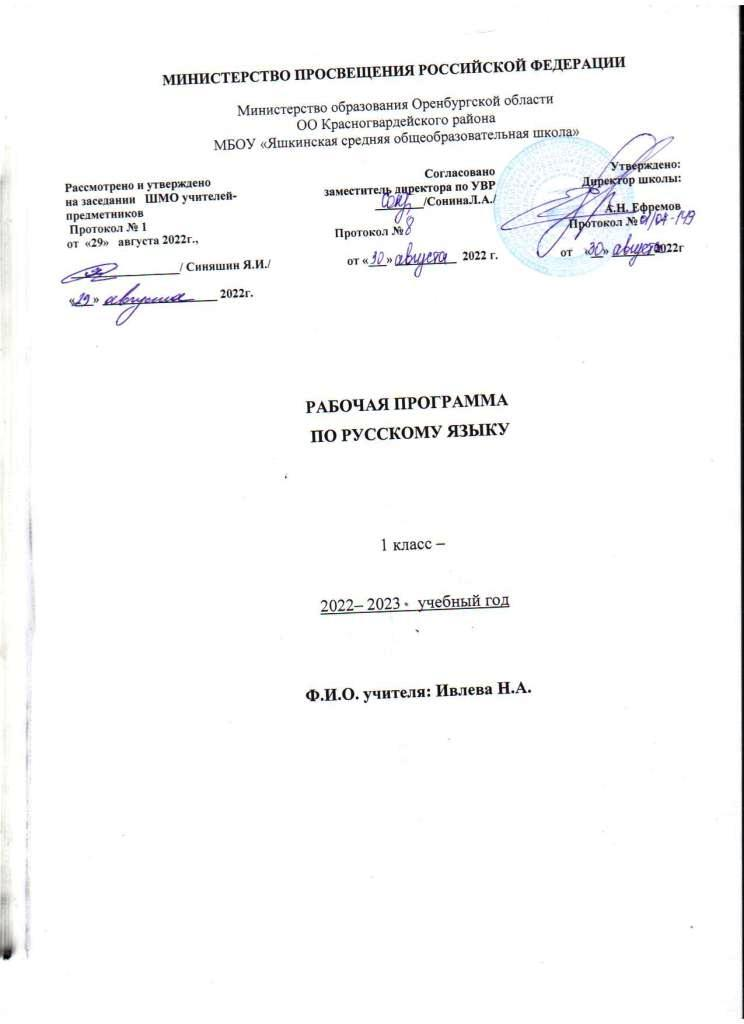 МИНИСТЕРСТВО ПРОСВЕЩЕНИЯ РОССИЙСКОЙ ФЕДЕРАЦИИ
Министерство образования Оренбургской области
ОО Красногвардейского района
МБОУ «Яшкинская средняя общеобразовательная школа»
Рассмотрено и утверждено
на заседании ШМО учителей-
предметников
Протокол № 1
от «29» августа 2022г.,
/ Синяшин Я.И./
«29» августа 2022г.
Согласовано
заместитель директора по УВР
/СонинаЛ.А./
Протокол № 8
от «30» августа 2022 г.
Утверждено:
Директор школы:
А.Н. Ефремов
Протокол №
от «30» августа 2022г
РАБОЧАЯ ПРОГРАММА
ПО РУССКОМУ ЯЗЫКУ
1 класс –
2022– 2023 учебный год
Ф.И.О. учителя: Ивлева Н.А.